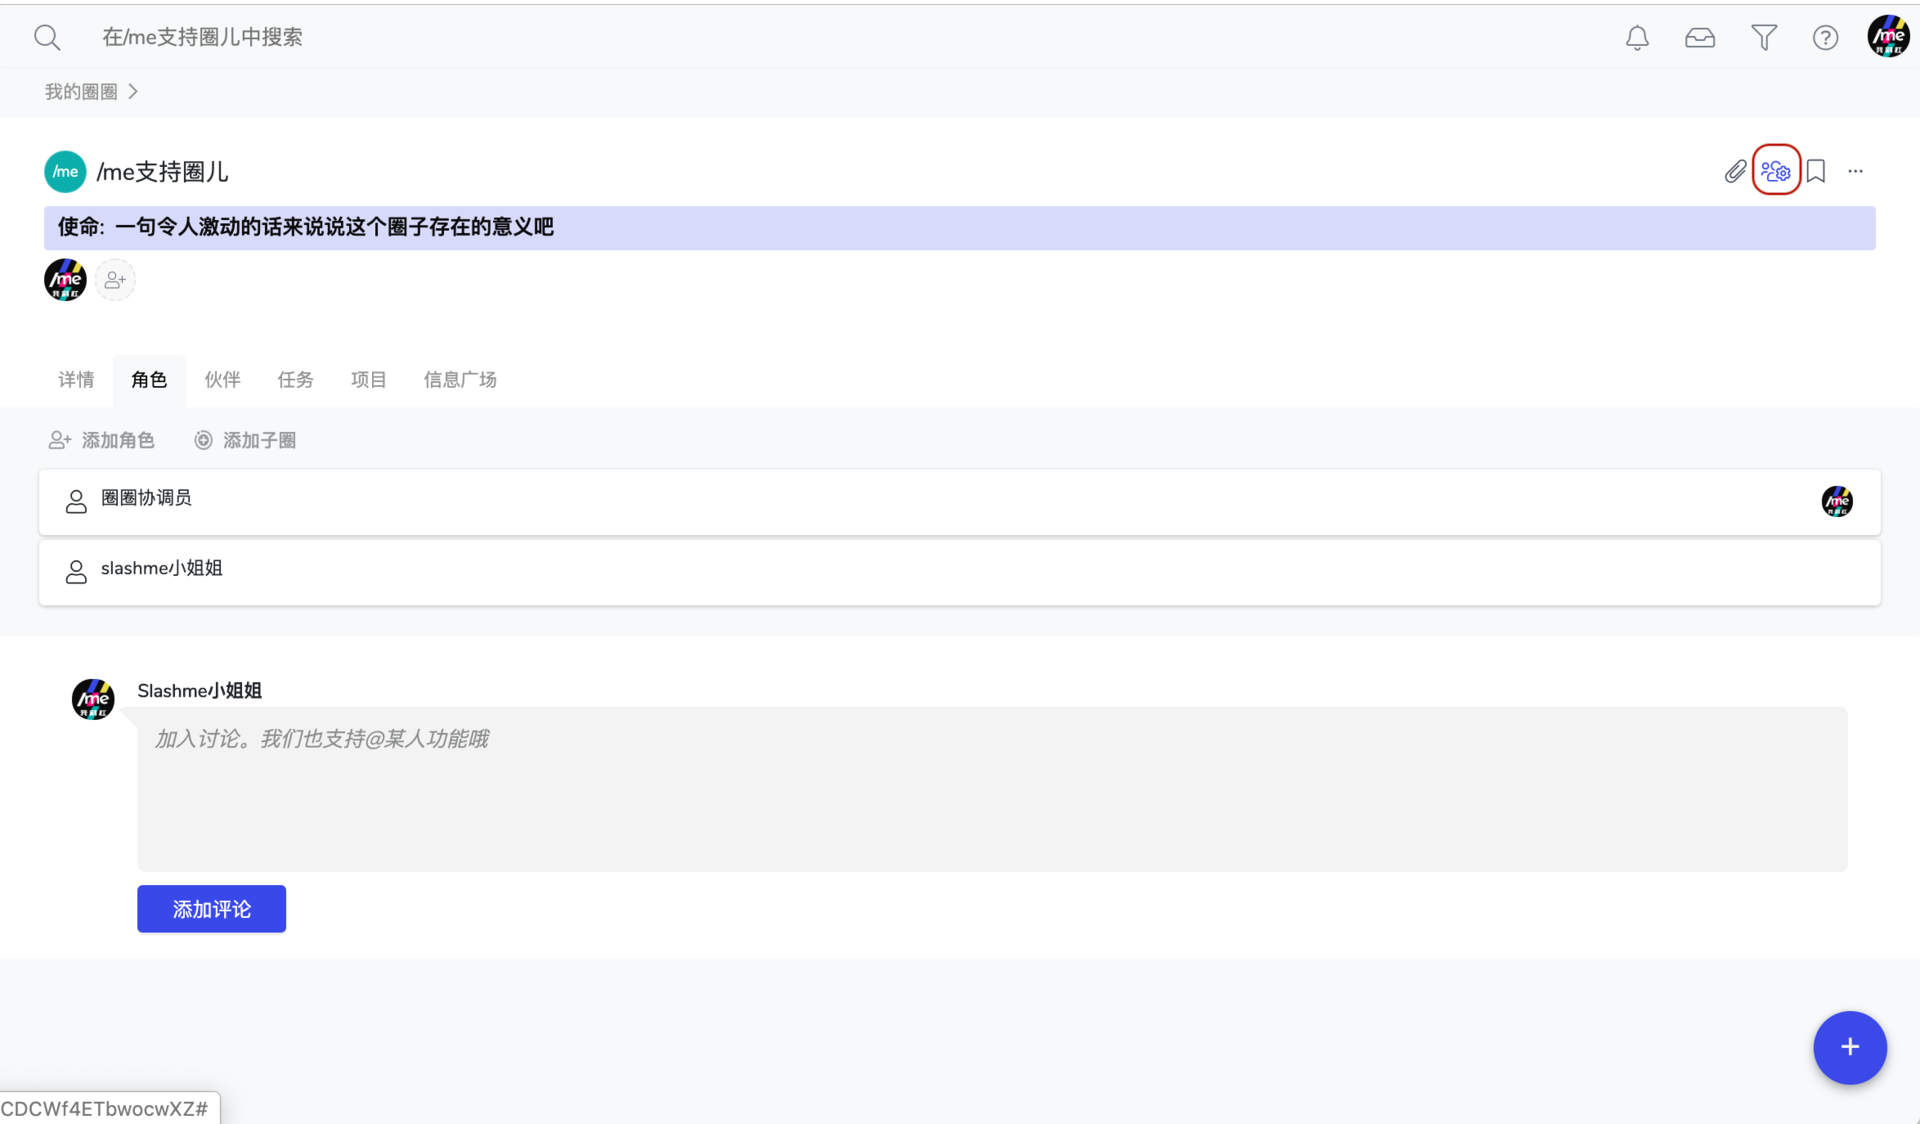 在/me支持圈儿中搜索
/me
我的圈圈
/me
/me支持圈儿
使命: 一句令人激动的话来说说这个圈子存在的意义吧
/me
详情
角色
伙伴
任务
项目
信息广场
添加角色
添加子圈
圈圈协调员
/me
slashme小姐姐
/me
Slashme小姐姐
加入讨论。我们也支持@某人功能哦
添加评论
CDCWf4ETbwocwXZ#